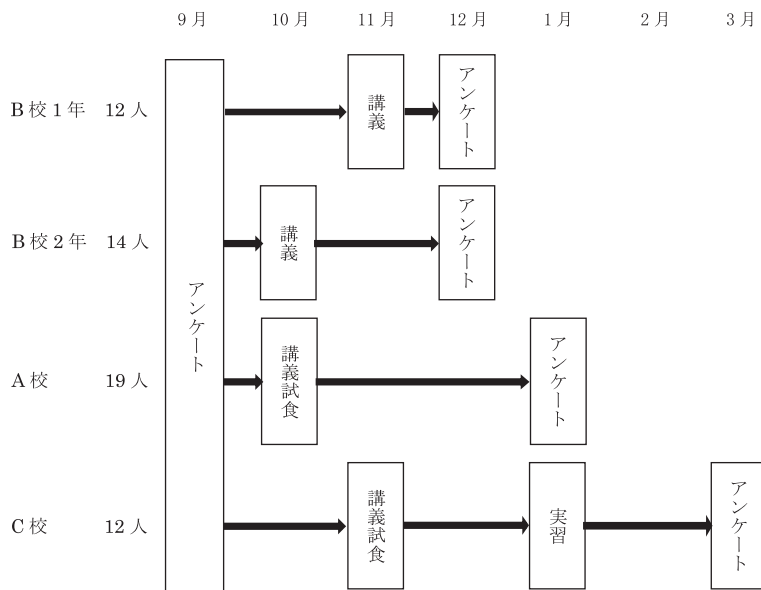 9月 10月 11月 12月 1月 2月 3月
B校1年 12人
講義
アンケート
B校2年 14人
講義
アンケート
アンケート
A校 19人
講義試食
アンケート
C校 12人
講義試食
実習
アンケート